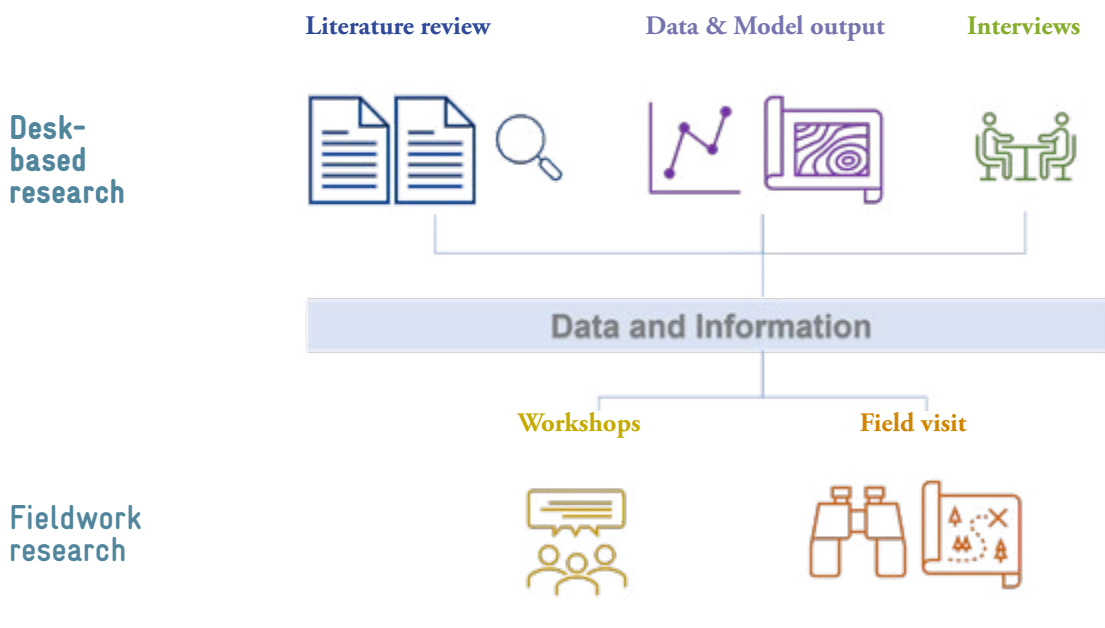 Literature review
Data & Model output
Interviews
Desk-
based
research
Data and Information
Workshops
Field visit
Fieldwork
research